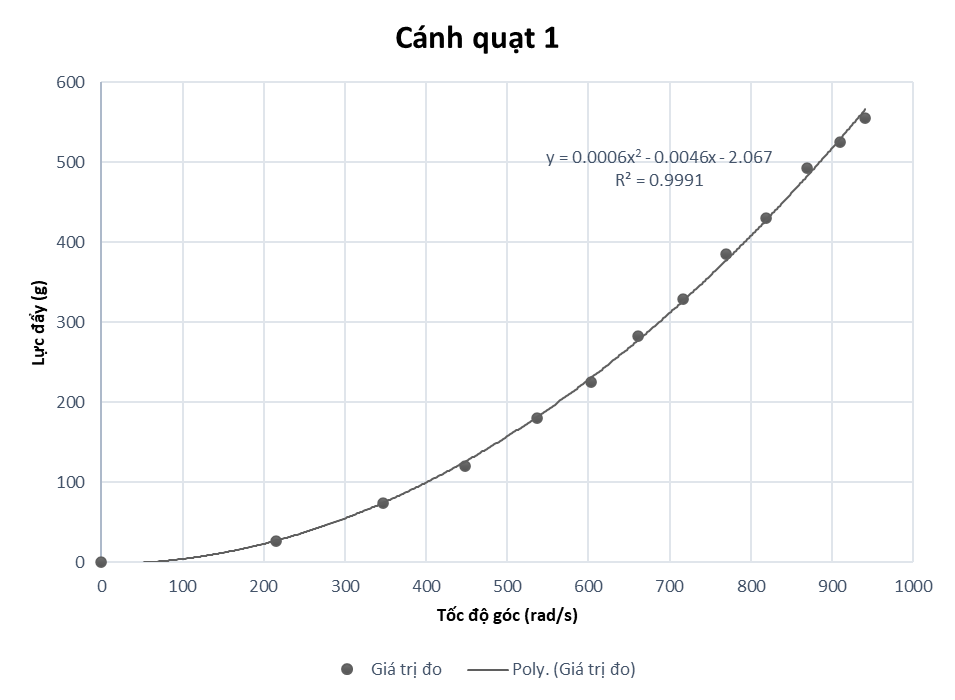 Cánh quạt 1
600
500
400
300
200
100
0
y = 0.0006x² - 0.0046x - 2.067
R² = 0.9991
Lực đẩy (g)
0 100 200 300 400 500 600 700 800 900 1000
Tốc độ góc (rad/s)
Giá trị đo Poly. (Giá trị đo)